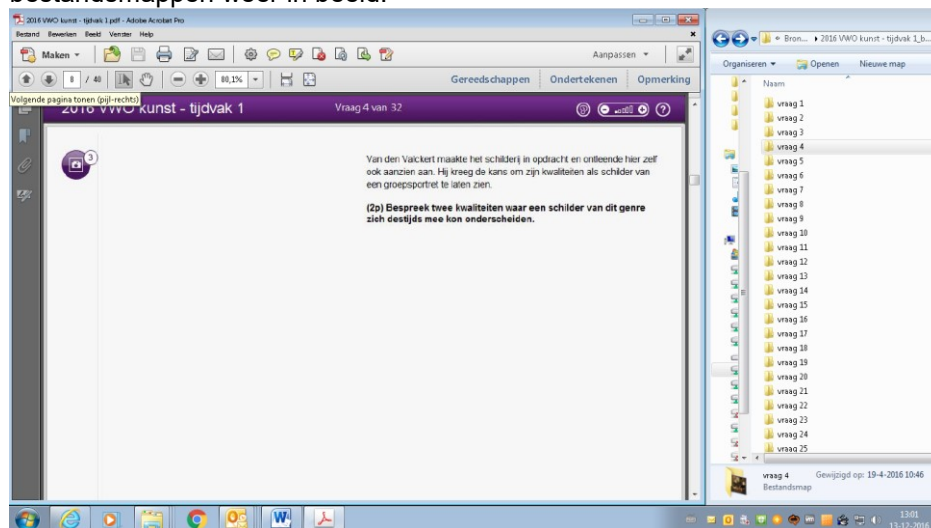 bestandsmappen weer in beeld.
2016 VWO kunst - tijdvak 1.pdf - Adobe Acrobat Pro
Bestand Bewerken Beeld Venster Help
Maken
Aanpassen
8 / 40
80,1%
Gereedschappen Ondertekenen Opmerking
Volgende pagina tonen (pijl-rechts)
2016 VWO kunst - tijdvak 1
Vraag 4 van 32
3
Van den Valckert maakte het schilderij in opdracht en ontleende hier zelf
ook aanzien aan. Hij kreeg de kans om zijn kwaliteiten als schilder van
een groepsportret te laten zien.
(2p) Bespreek twee kwaliteiten waar een schilder van dit genre
zich destijds mee kon onderscheiden.
Bron... 2016 VWO kunst - tijdvak 1_b...
Organiseren Openen Nieuwe map
Naam
vraag 1
vraag 2
vraag 3
vraag 4
vraag 5
vraag 6
vraag 7
vraag 8
vraag 9
vraag 10
vraag 11
vraag 12
vraag 13
vraag 14
vraag 15
vraag 16
vraag 17
vraag 18
vraag 19
vraag 20
vraag 21
vraag 22
vraag 23
vraag 24
vraag 25
vraag 4 Gewijzigd op: 19-4-2016 10:46
Bestandsmap
13:01
13-12-2016